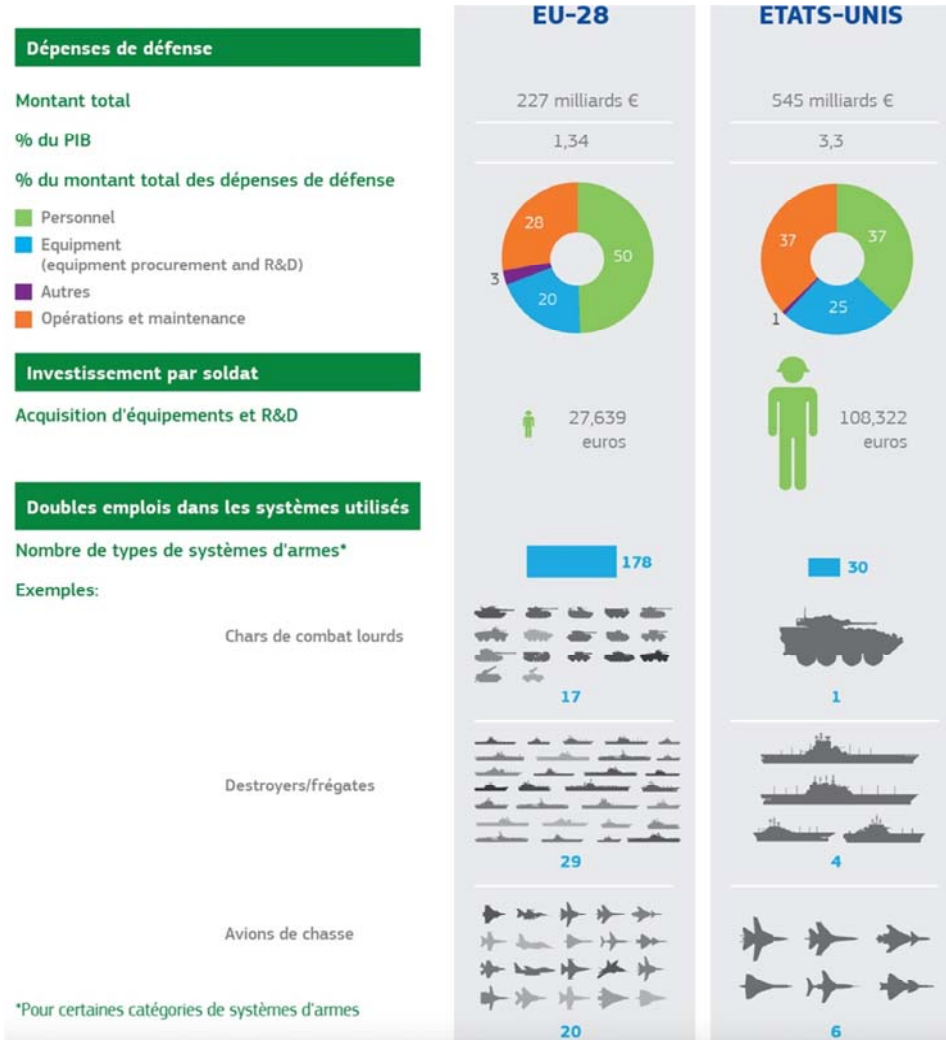 EU-28
ETATS-UNIS
Dépenses de défense
Montant total
227 milliards €
545 milliards €
% du PIB
1,34
3,3
% du montant total des dépenses de défense
Personnel
Equipment
(equipment procurement and R&D)
Autres
Opérations et maintenance
28
50
3
20
37
37
1
25
Investissement par soldat
Acquisition d'équipements et R&D
27,639
euros
108,322
euros
Doubles emplois dans les systèmes utilisés
Nombre de types de systèmes d'armes*
178
30
Exemples:
Chars de combat lourds
17
1
Destroyers/frégates
29
4
Avions de chasse
20
6
*Pour certaines catégories de systèmes d'armes